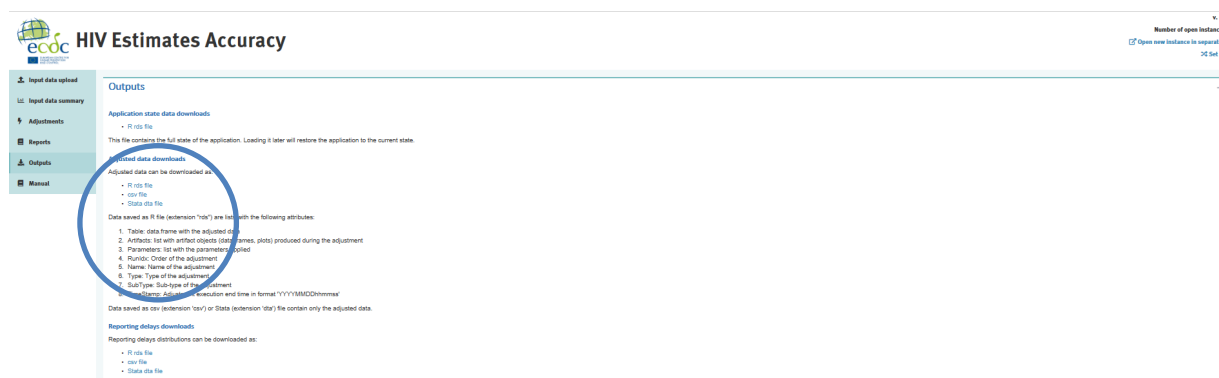 v.
Number of open instanc
Open new instance in separat
Set
ecdc
HIV Estimates Accuracy
Input data upload
Input data summary
Adjustments
Reports
Outputs
Manual
Outputs
Application state data downloads
• R rds file
This file contains the full state of the application. Loading it later will restore the application to the current state.
Adjusted data downloads
Adjusted data can be downloaded as:
• R rds file
• csv file
• Stata dta file
Data saved as R file (extension "rds") are lists with the following attributes:
1. Table: data frame with the adjusted data
2. Artifacts: list with artifact objects (data frames, plots) produced during the adjustment
3. Parameters: list with the parameters applied
4. RunIdx: Order of the adjustment
5. Name: Name of the adjustment
6. Type: Type of the adjustment
7. SubType: Sub-type of the adjustment
8. TimeStamp: Adjustment execution end time in format 'YYYYMMDDhhmmss'
Data saved as csv (extension 'csv') or Stata (extension 'dta') file contain only the adjusted data.
Reporting delays downloads
Reporting delays distributions can be downloaded as:
• R rds file
• csv file
• Stata dta file